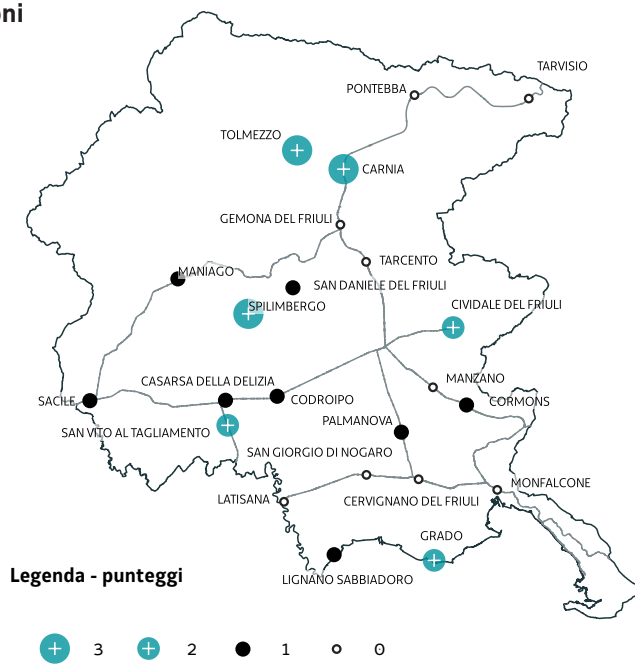 oni
TARVISIO
PONTEBBA
TOLMEZZO
CARNIA
GEMONA DEL FRIULI
TARCENTO
MANIAGO
SAN DANIELE DEL FRIULI
SPILIMBERGO
CIVIDALE DEL FRIULI
MANZANO
CASARSA DELLA DELIZIA
SACILE
CODROIPO
CORMONS
PALMANOVA
SAN VITO AL TAGLIAMENTO
SAN GIORGIO DI NOGARO
MONFALCONE
LATISANA
CERVIGNANO DEL FRIULI
GRADO
LIGNANO SABBIADORO
Legenda - punteggi
3 2 1 0